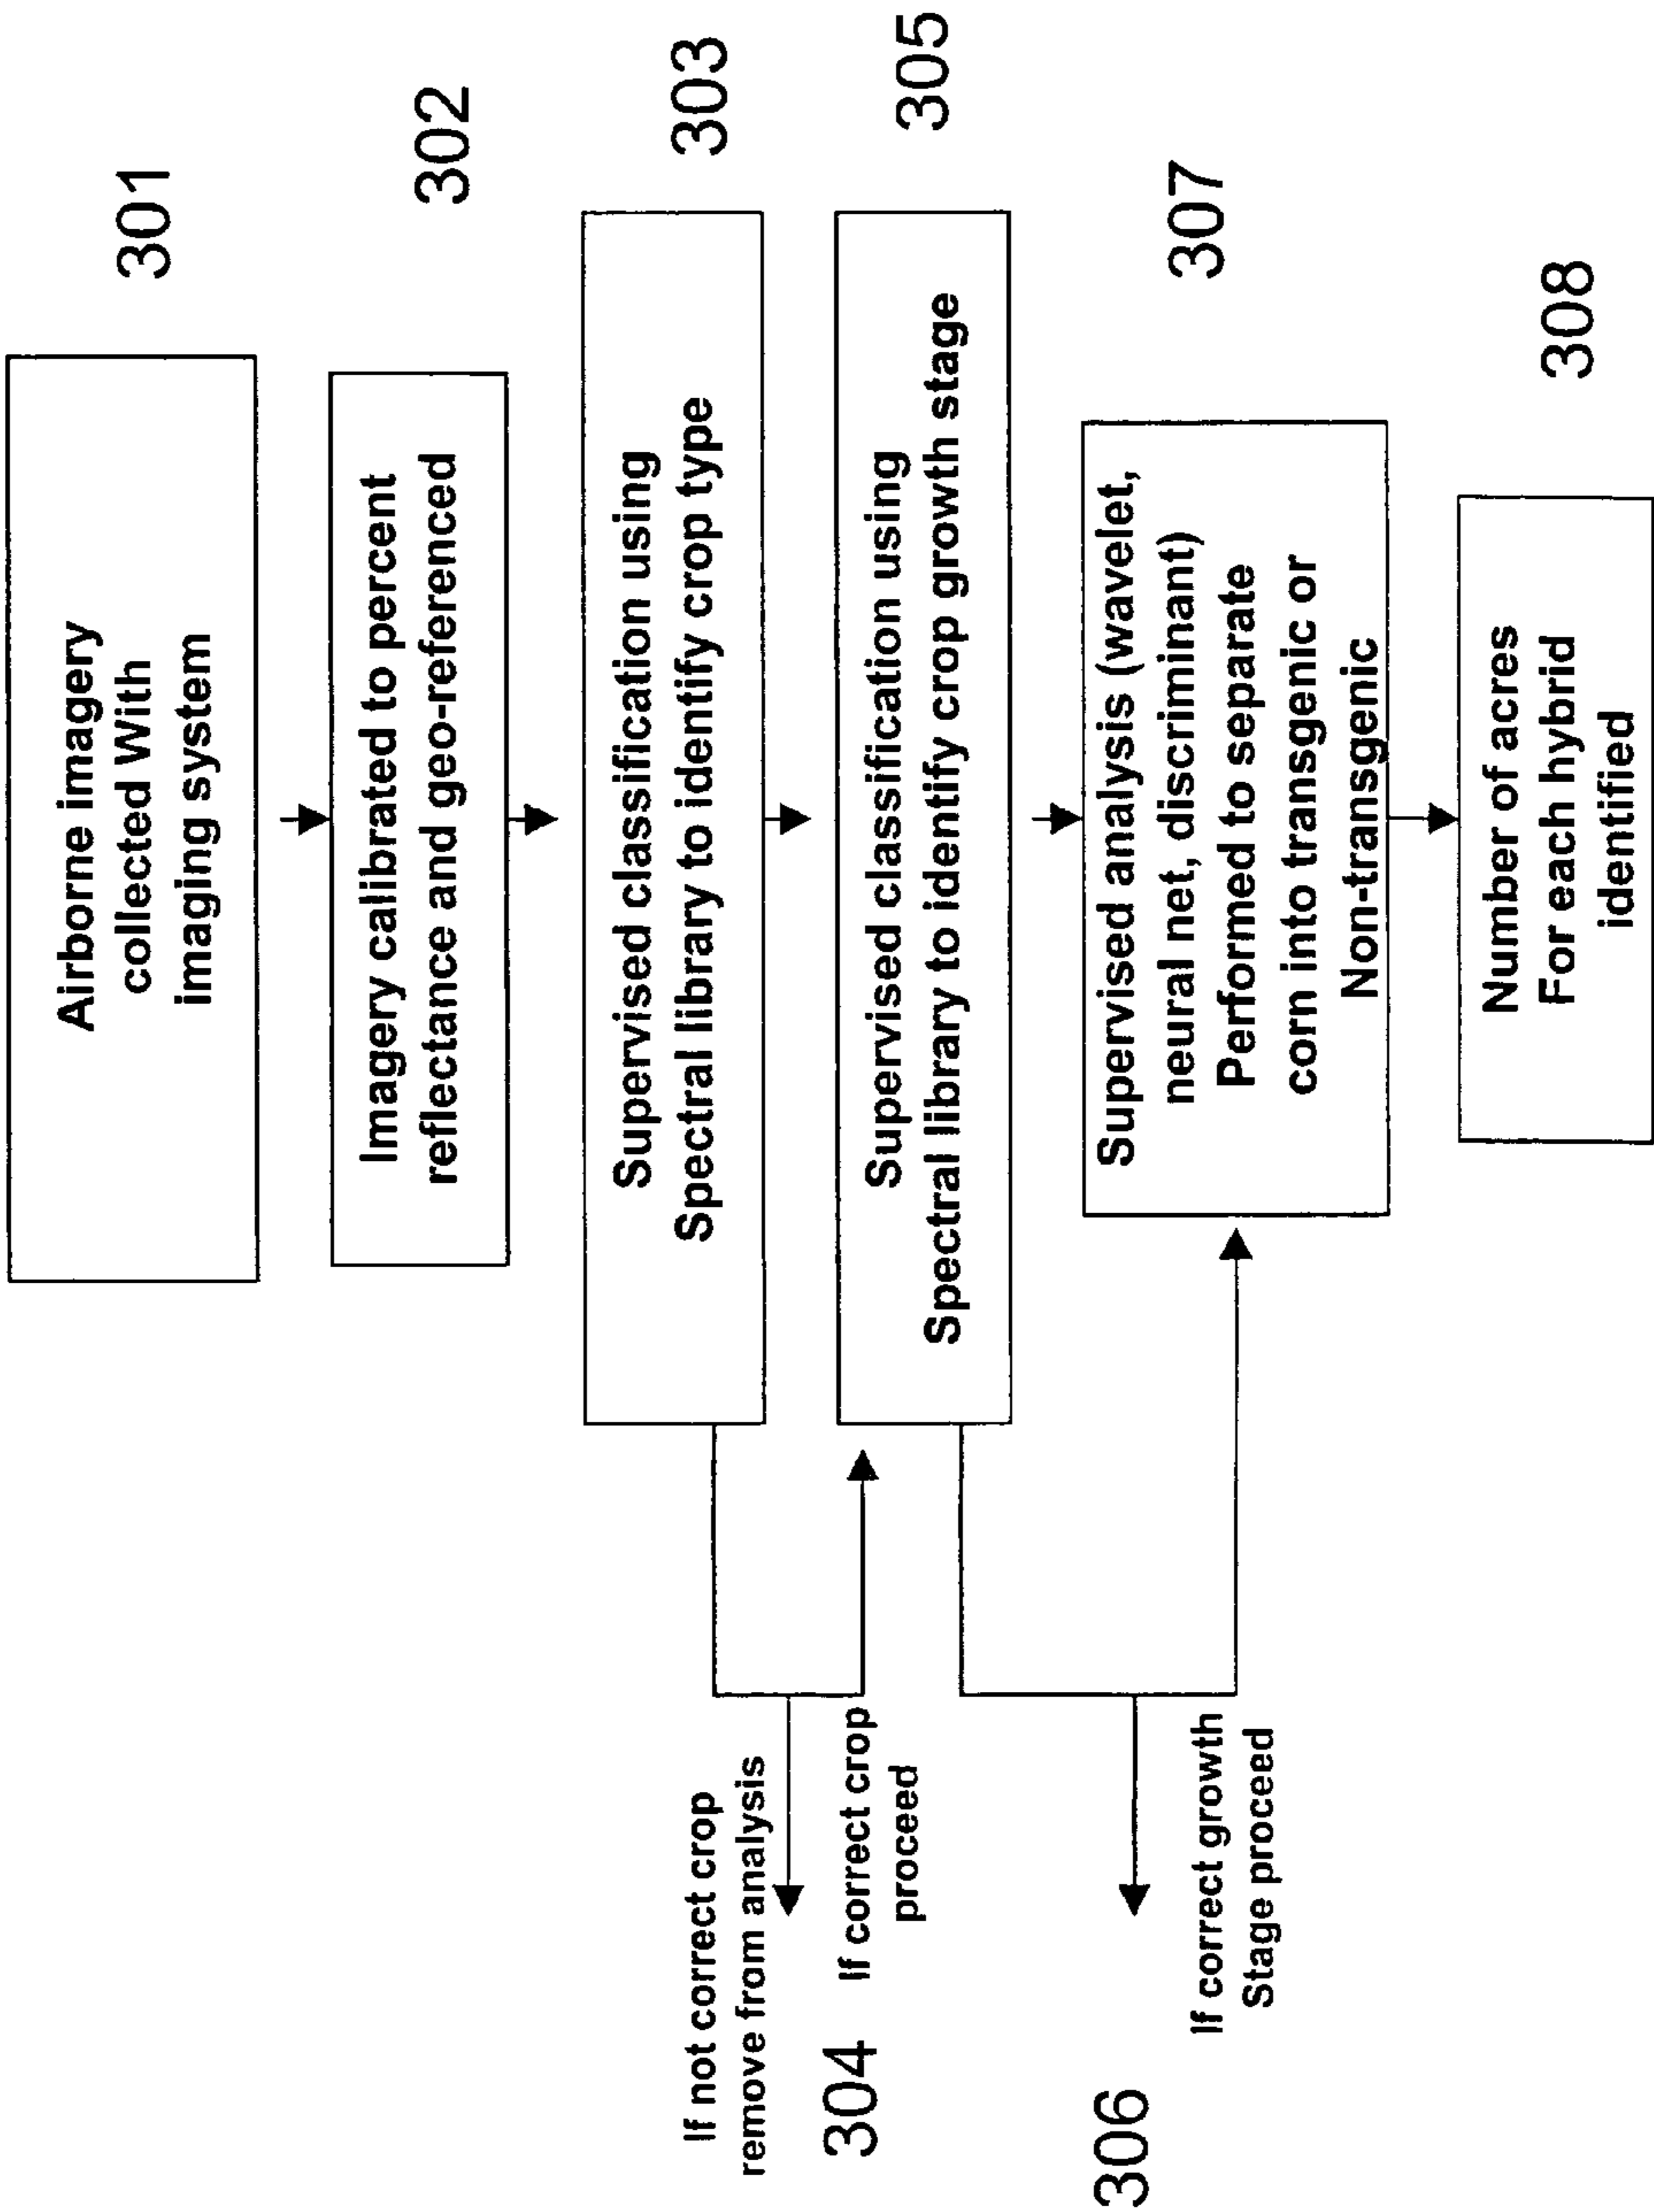 Airborne imagery
collected With
imaging system
301
Imagery calibrated to percent
reflectance and geo-referenced
302
Supervised classification using
Spectral library to identify crop type
303
If not correct crop
remove from analysis
304
If correct crop
proceed
Supervised classification using
Spectral library to identify crop growth stage
305
306
If correct growth
Stage proceed
Supervised analysis (wavelet,
neural net, discriminant)
Performed to separate
corn into transgenic or
Non-transgenic
307
Number of acres
For each hybrid
identified
308